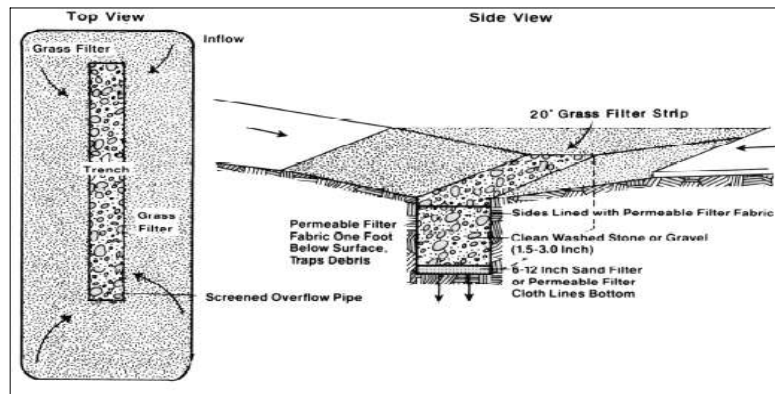 Top View
Side View
Inflow
Grass Filter
20' Grass Filter Strip
Trench
Grass
Filter
Screened Overflow Pipe
Permeable Filter
Fabric One Foot
Below Surface,
Traps Debris
Sides Lined with Permeable Filter Fabric
Clean Washed Stone or Gravel
(1.5-3.0 Inch)
6-12 Inch Sand Filter
or Permeable Filter
Cloth Lines Bottom